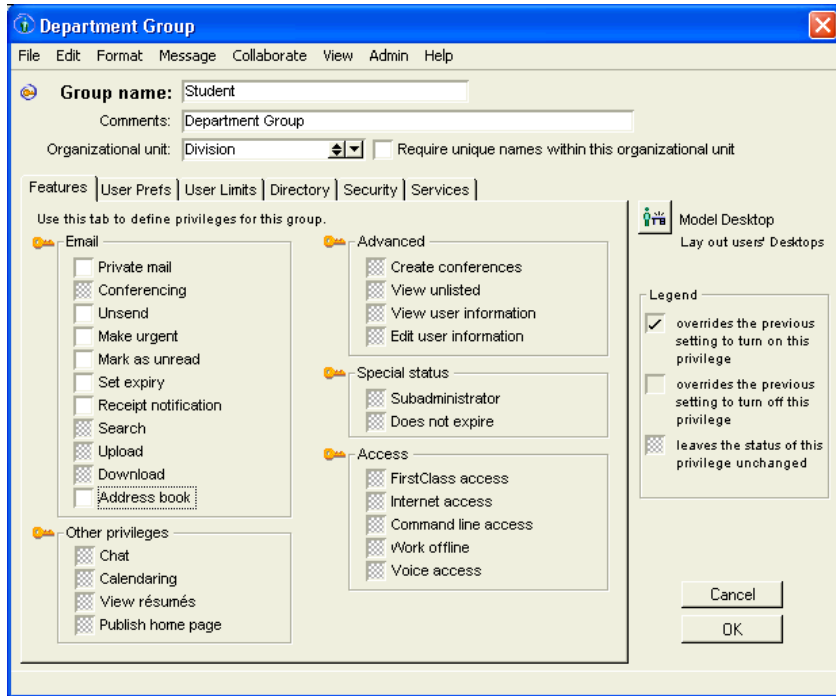 Department Group
File Edit Format Message Collaborate View Admin Help
Group name: Student
Comments: Department Group
Organizational unit: Division Require unique names within this organizational unit
Features User Prefs User Limits Directory Security Services
Use this tab to define privileges for this group.
Email
Private mail
Conferencing
Unsend
Make urgent
Mark as unread
Set expiry
Receipt notification
Search
Upload
Download
Address book
Other privileges
Chat
Calendaring
View résumés
Publish home page
Advanced
Create conferences
View unlisted
View user information
Edit user information
Special status
Subadministrator
Does not expire
Access
FirstClass access
Internet access
Command line access
Work offline
Voice access
Model Desktop
Lay out users' Desktops
Legend
overrides the previous
setting to turn on this
privilege
overrides the previous
setting to turn off this
privilege
leaves the status of this
privilege unchanged
Cancel
OK